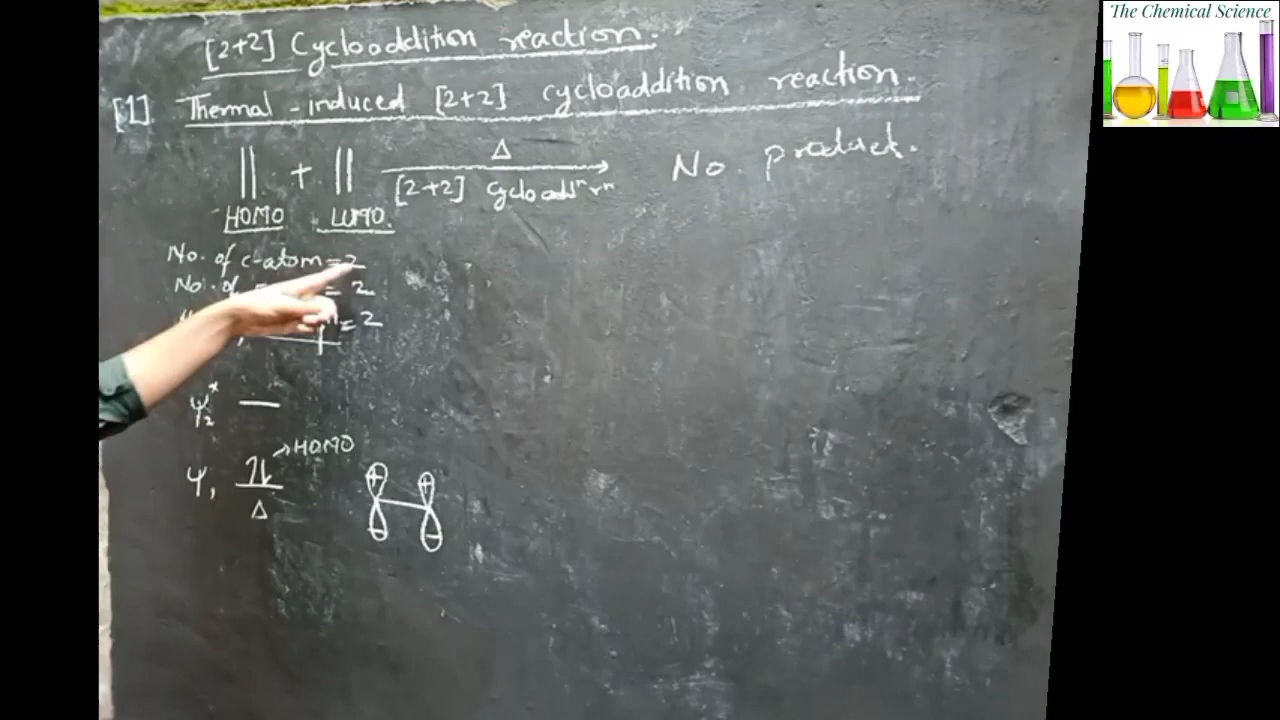 The Chemical Science
[2+2] Cycloaddition reaction.
[1] Thermal-induced [2+2] cycloaddition reaction.
|| + || Δ No. product.
[2+2] Cycloaddⁿ rⁿ
HOMO LUMO.
No. of c-atom = 2
No. of = 2
= 2
ψ₂*
→HOMO
ψ₁ ⥮
Δ
+ +
− −